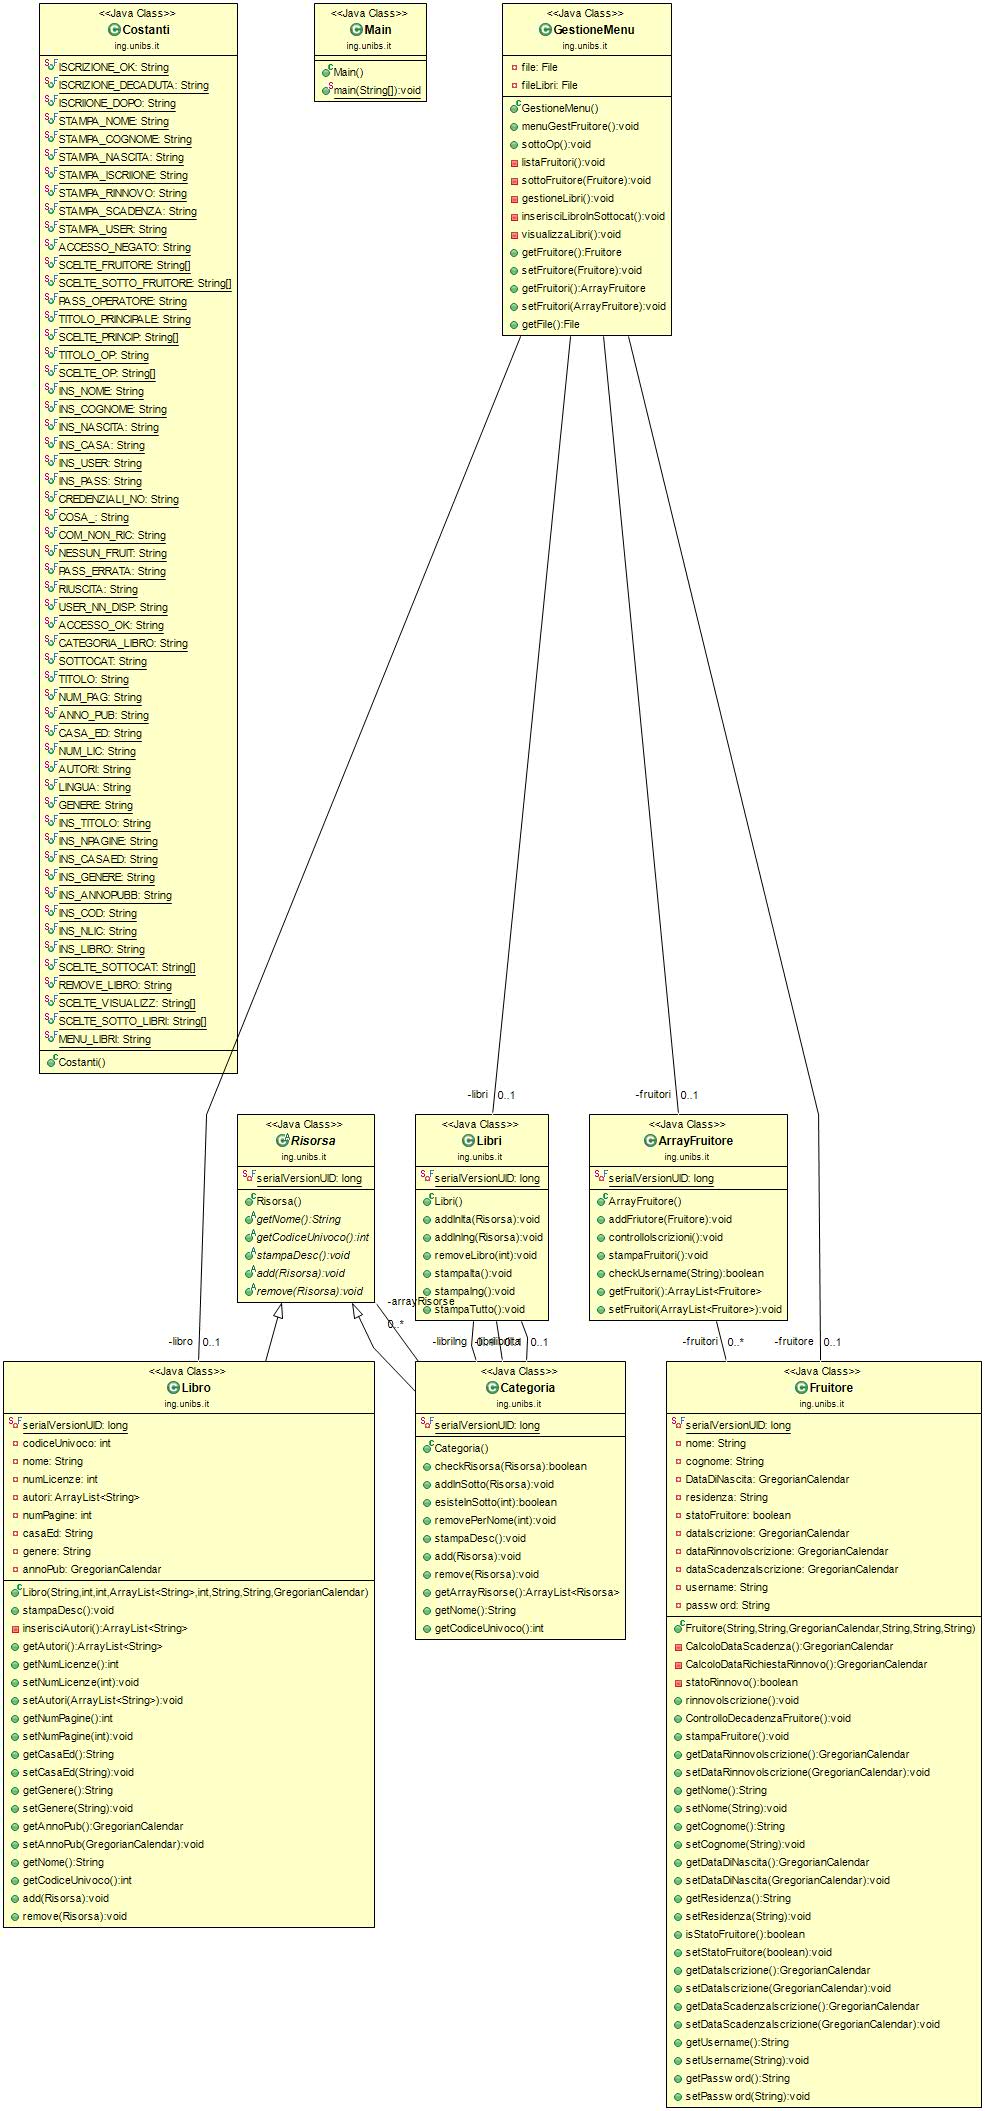 <<Java Class>>
Costanti
ing.unibs.it
ISCRIZIONE_OK: String
ISCRIZIONE_DECADUTA: String
ISCRIIONE_DOPO: String
STAMPA_NOME: String
STAMPA_COGNOME: String
STAMPA_NASCITA: String
STAMPA_ISCRIIONE: String
STAMPA_RINNOVO: String
STAMPA_SCADENZA: String
STAMPA_USER: String
ACCESSO_NEGATO: String
SCELTE_FRUITORE: String[]
SCELTE_SOTTO_FRUITORE: String[]
PASS_OPERATORE: String
TITOLO_PRINCIPALE: String
SCELTE_PRINCIP: String[]
TITOLO_OP: String
SCELTE_OP: String[]
INS_NOME: String
INS_COGNOME: String
INS_NASCITA: String
INS_CASA: String
INS_USER: String
INS_PASS: String
CREDENZIALI_NO: String
COSA_: String
COM_NON_RIC: String
NESSUN_FRUIT: String
PASS_ERRATA: String
RIUSCITA: String
USER_NN_DISP: String
ACCESSO_OK: String
CATEGORIA_LIBRO: String
SOTTOCAT: String
TITOLO: String
NUM_PAG: String
ANNO_PUB: String
CASA_ED: String
NUM_LIC: String
AUTORI: String
LINGUA: String
GENERE: String
INS_TITOLO: String
INS_NPAGINE: String
INS_CASAED: String
INS_GENERE: String
INS_ANNOPUBB: String
INS_COD: String
INS_NLIC: String
INS_LIBRO: String
SCELTE_SOTTOCAT: String[]
REMOVE_LIBRO: String
SCELTE_VISUALIZZ: String[]
SCELTE_SOTTO_LIBRI: String[]
MENU_LIBRI: String
Costanti()
<<Java Class>>
Main
ing.unibs.it
Main()
main(String[]):void
<<Java Class>>
GestioneMenu
ing.unibs.it
file: File
fileLibri: File
GestioneMenu()
menuGestFruitore():void
sottoOp():void
listaFruitori():void
sottoFruitore(Fruitore):void
gestioneLibri():void
inserisciLibroInSottocat():void
visualizzaLibri():void
getFruitore():Fruitore
setFruitore(Fruitore):void
getFruitori():ArrayFruitore
setFruitori(ArrayFruitore):void
getFile():File
-libri 0..1
-fruitori 0..1
<<Java Class>>
Risorsa
ing.unibs.it
serialVersionUID: long
Risorsa()
getNome():String
getCodiceUnivoco():int
stampaDesc():void
add(Risorsa):void
remove(Risorsa):void
<<Java Class>>
Libri
ing.unibs.it
serialVersionUID: long
Libri()
addInIta(Risorsa):void
addInIng(Risorsa):void
removeLibro(int):void
stampaIta():void
stampaIng():void
stampaTutto():void
<<Java Class>>
ArrayFruitore
ing.unibs.it
serialVersionUID: long
ArrayFruitore()
addFriutore(Fruitore):void
controlloIscrizioni():void
stampaFruitori():void
checkUsername(String):boolean
getFruitori():ArrayList<Fruitore>
setFruitori(ArrayList<Fruitore>):void
-arrayRisorse
0..*
-libro 0..1
-libriIng
0..1
-fruitori 0..*
-fruitore 0..1
<<Java Class>>
Libro
ing.unibs.it
serialVersionUID: long
codiceUnivoco: int
nome: String
numLicenze: int
autori: ArrayList<String>
numPagine: int
casaEd: String
genere: String
annoPub: GregorianCalendar
Libro(String,int,int,ArrayList<String>,int,String,String,GregorianCalendar)
stampaDesc():void
inserisciAutori():ArrayList<String>
getAutori():ArrayList<String>
getNumLicenze():int
setNumLicenze(int):void
setAutori(ArrayList<String>):void
getNumPagine():int
setNumPagine(int):void
getCasaEd():String
setCasaEd(String):void
getGenere():String
setGenere(String):void
getAnnoPub():GregorianCalendar
setAnnoPub(GregorianCalendar):void
getNome():String
getCodiceUnivoco():int
add(Risorsa):void
remove(Risorsa):void
<<Java Class>>
Categoria
ing.unibs.it
serialVersionUID: long
Categoria()
checkRisorsa(Risorsa):boolean
addInSotto(Risorsa):void
esisteInSotto(int):boolean
removePerNome(int):void
stampaDesc():void
add(Risorsa):void
remove(Risorsa):void
getArrayRisorse():ArrayList<Risorsa>
getNome():String
getCodiceUnivoco():int
<<Java Class>>
Fruitore
ing.unibs.it
serialVersionUID: long
nome: String
cognome: String
DataDiNascita: GregorianCalendar
residenza: String
statoFruitore: boolean
dataIscrizione: GregorianCalendar
dataRinnovoIscrizione: GregorianCalendar
dataScadenzaIscrizione: GregorianCalendar
username: String
password: String
Fruitore(String,String,GregorianCalendar,String,String,String)
CalcoloDataScadenza():GregorianCalendar
CalcoloDataRichiestaRinnovo():GregorianCalendar
statoRinnovo():boolean
rinnovoIscrizione():void
ControlloDecadenzaFruitore():void
stampaFruitore():void
getDataRinnovoIscrizione():GregorianCalendar
setDataRinnovoIscrizione(GregorianCalendar):void
getNome():String
setNome(String):void
getCognome():String
setCognome(String):void
getDataDiNascita():GregorianCalendar
setDataDiNascita(GregorianCalendar):void
getResidenza():String
setResidenza(String):void
isStatoFruitore():boolean
setStatoFruitore(boolean):void
getDataIscrizione():GregorianCalendar
setDataIscrizione(GregorianCalendar):void
getDataScadenzaIscrizione():GregorianCalendar
setDataScadenzaIscrizione(GregorianCalendar):void
getUsername():String
setUsername(String):void
getPassword():String
setPassword(String):void